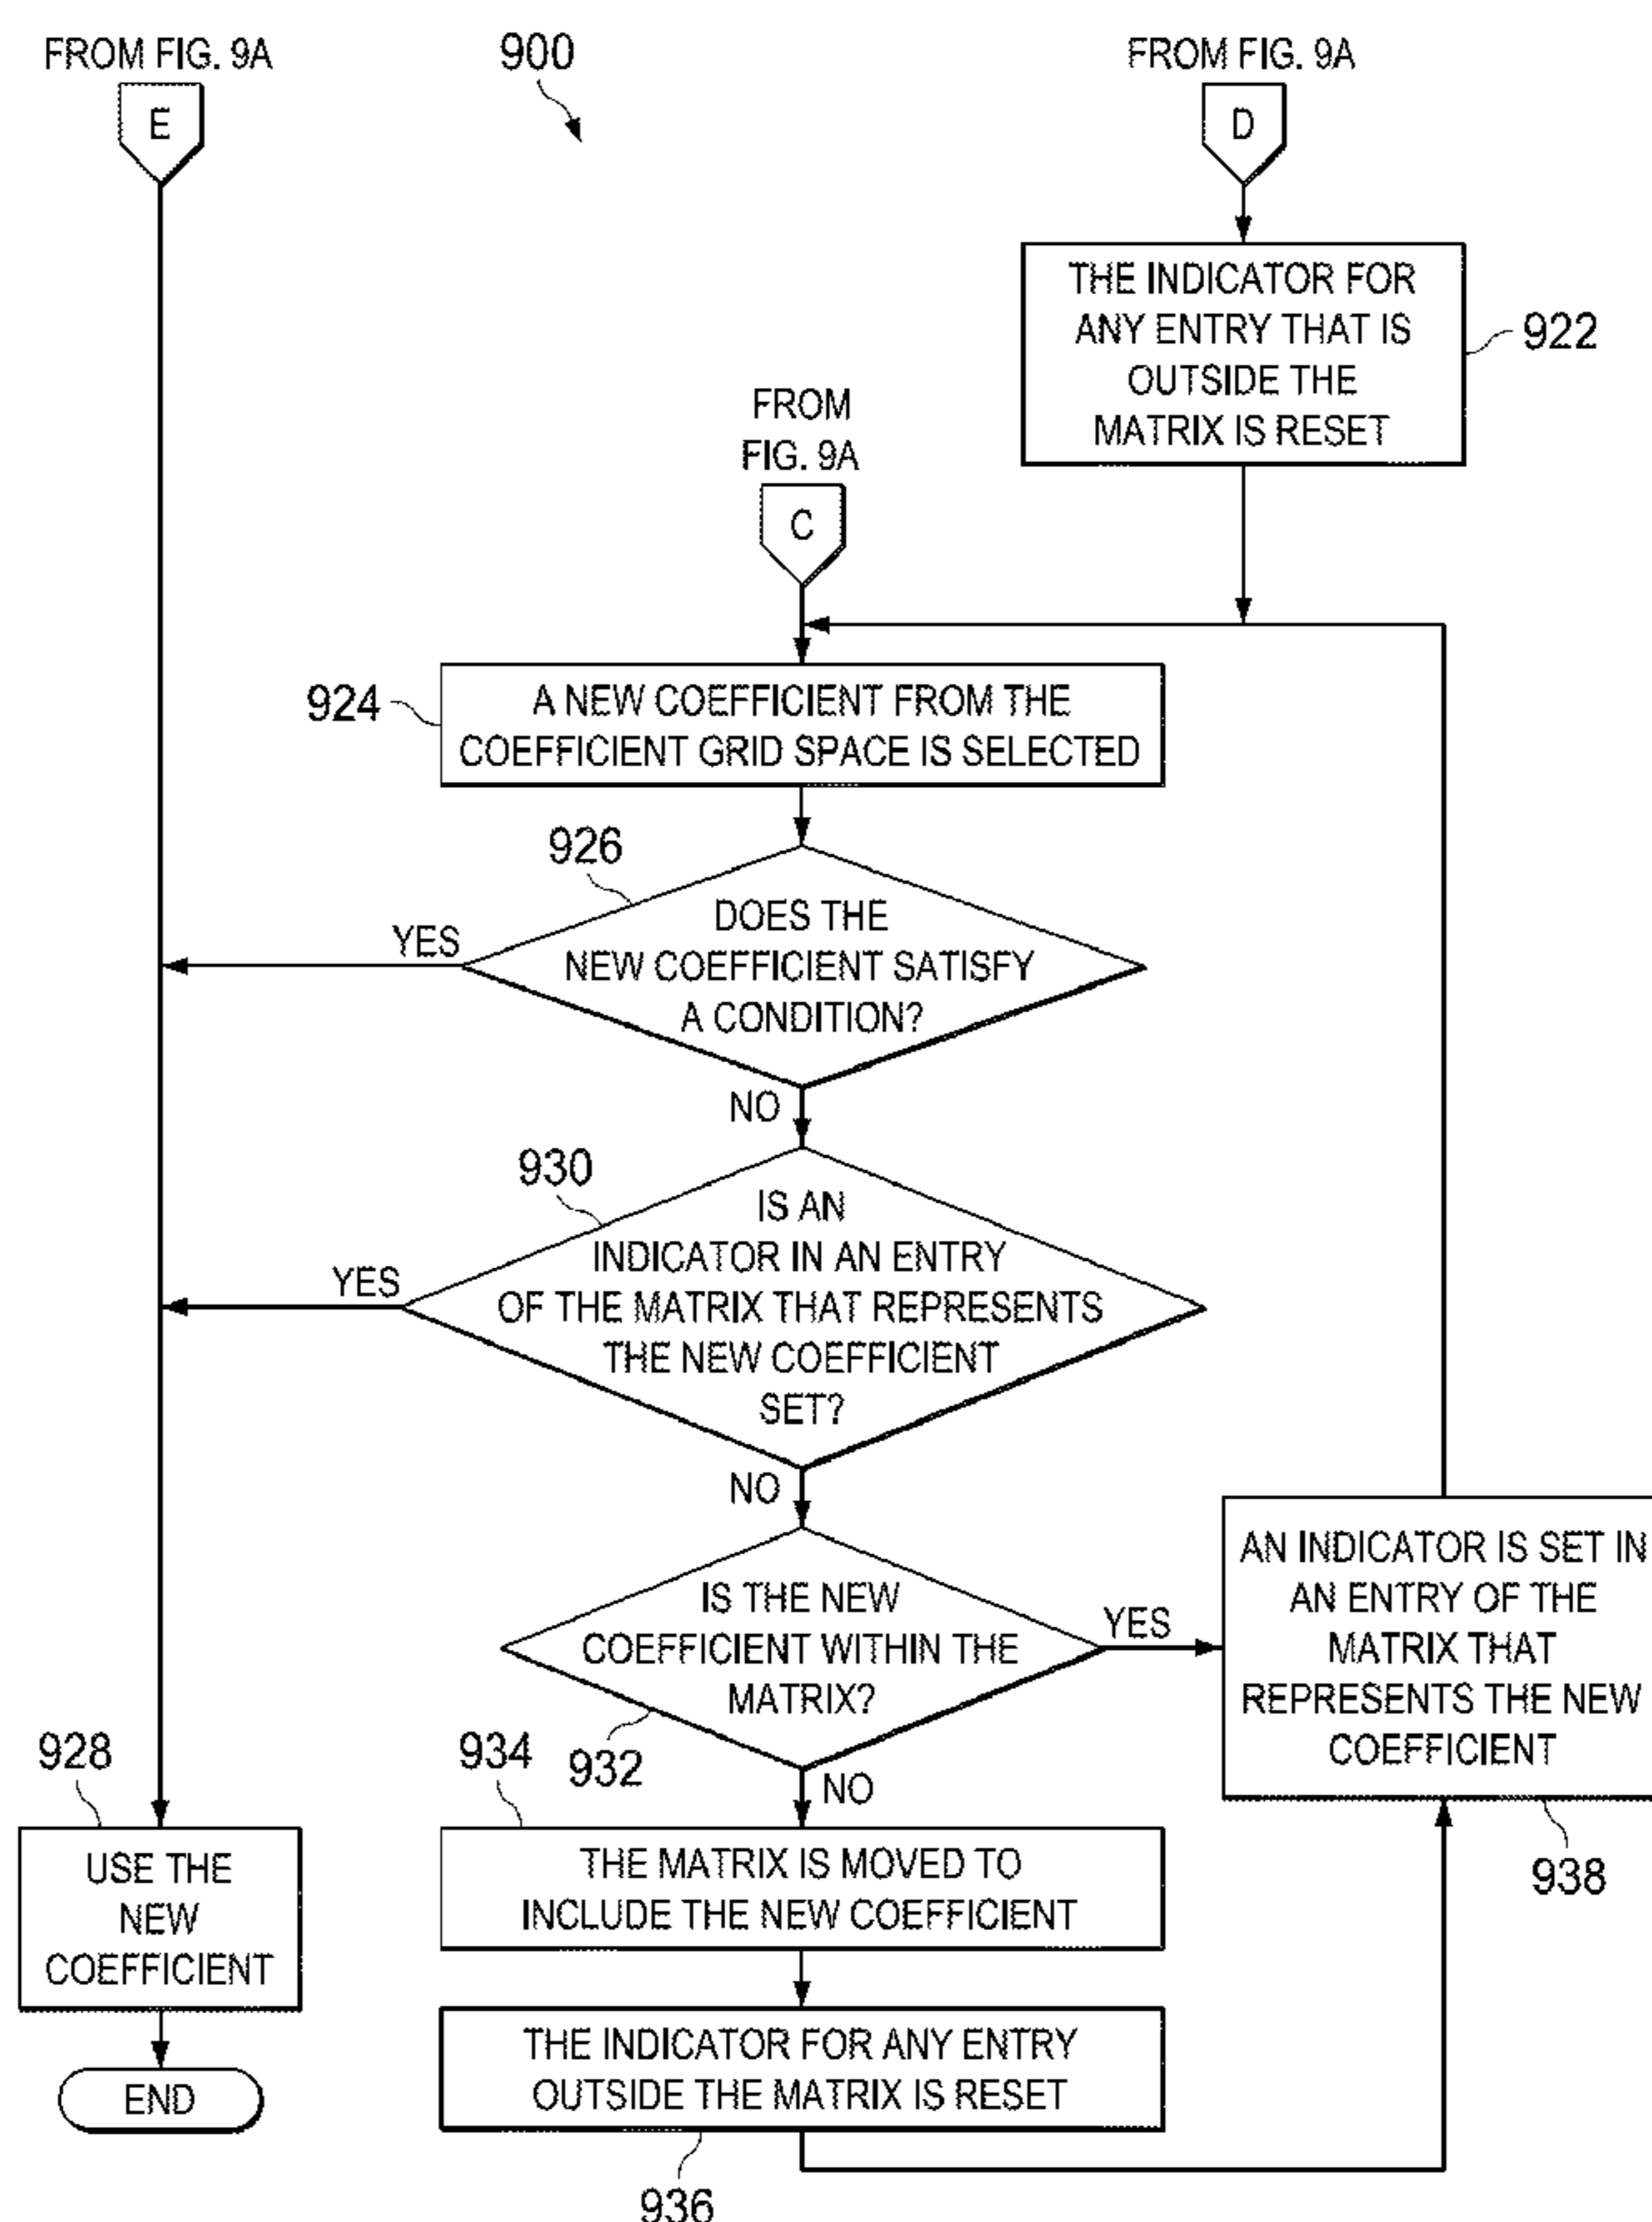 FROM FIG. 9A
E
900
FROM FIG. 9A
D
THE INDICATOR FOR
ANY ENTRY THAT IS
OUTSIDE THE
MATRIX IS RESET
922
FROM
FIG. 9A
C
924
A NEW COEFFICIENT FROM THE
COEFFICIENT GRID SPACE IS SELECTED
926
DOES THE
NEW COEFFICIENT SATISFY
A CONDITION?
YES
NO
930
IS AN
INDICATOR IN AN ENTRY
OF THE MATRIX THAT REPRESENTS
THE NEW COEFFICIENT
SET?
YES
NO
IS THE NEW
COEFFICIENT WITHIN THE
MATRIX?
932
YES
NO
AN INDICATOR IS SET IN
AN ENTRY OF THE
MATRIX THAT
REPRESENTS THE NEW
COEFFICIENT
938
928
USE THE
NEW
COEFFICIENT
END
934
THE MATRIX IS MOVED TO
INCLUDE THE NEW COEFFICIENT
THE INDICATOR FOR ANY ENTRY
OUTSIDE THE MATRIX IS RESET
936